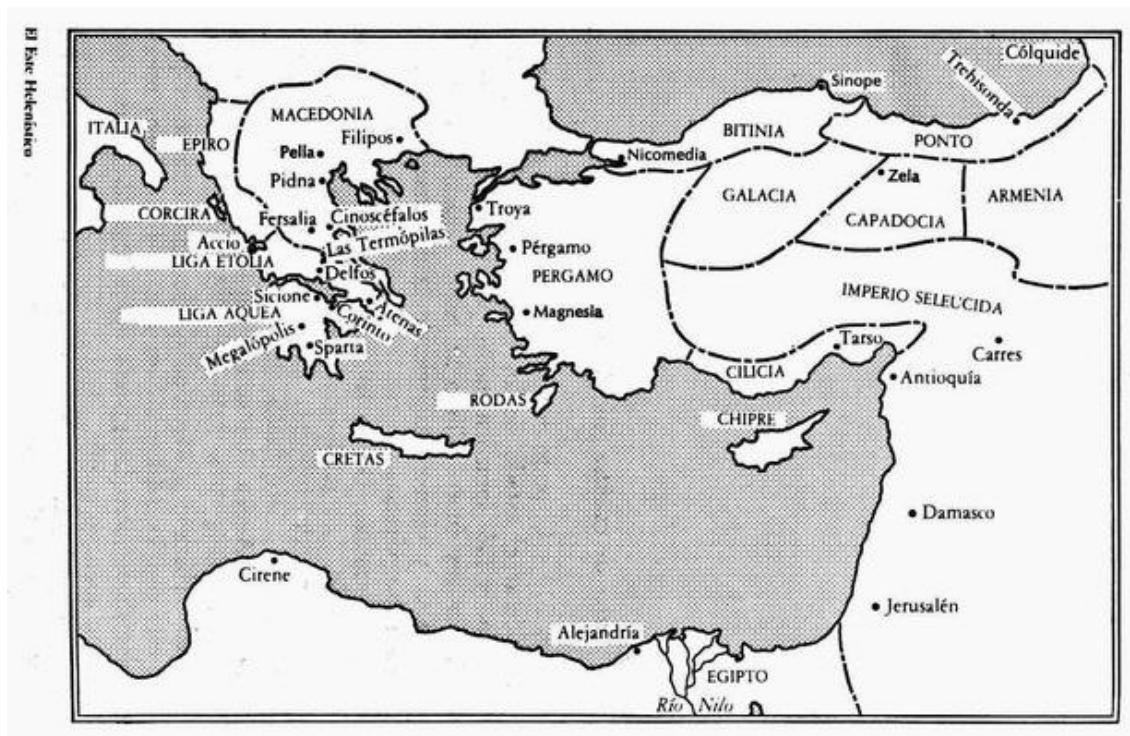 El Este Helenístico
Cólquide
Trebisonda
Sinope
MACEDONIA
ITALIA
Filipos
EPIRO
BITINIA
PONTO
Pella
Nicomedia
Pidna
Zela
GALACIA
ARMENIA
CORCIRA
Fersalia
Cinoscéfalos
Troya
CAPADOCIA
Accio
Las Termópilas
Pérgamo
LIGA ETOLIA
Delfos
PERGAMO
Sicione
IMPERIO SELEUCIDA
LIGA AQUEA
Corinto
Atenas
Magnesia
Megalópolis
Sparta
Tarso
Carres
CILICIA
Antioquía
RODAS
CHIPRE
CRETAS
Damasco
Cirene
Jerusalén
Alejandría
EGIPTO
Río Nilo